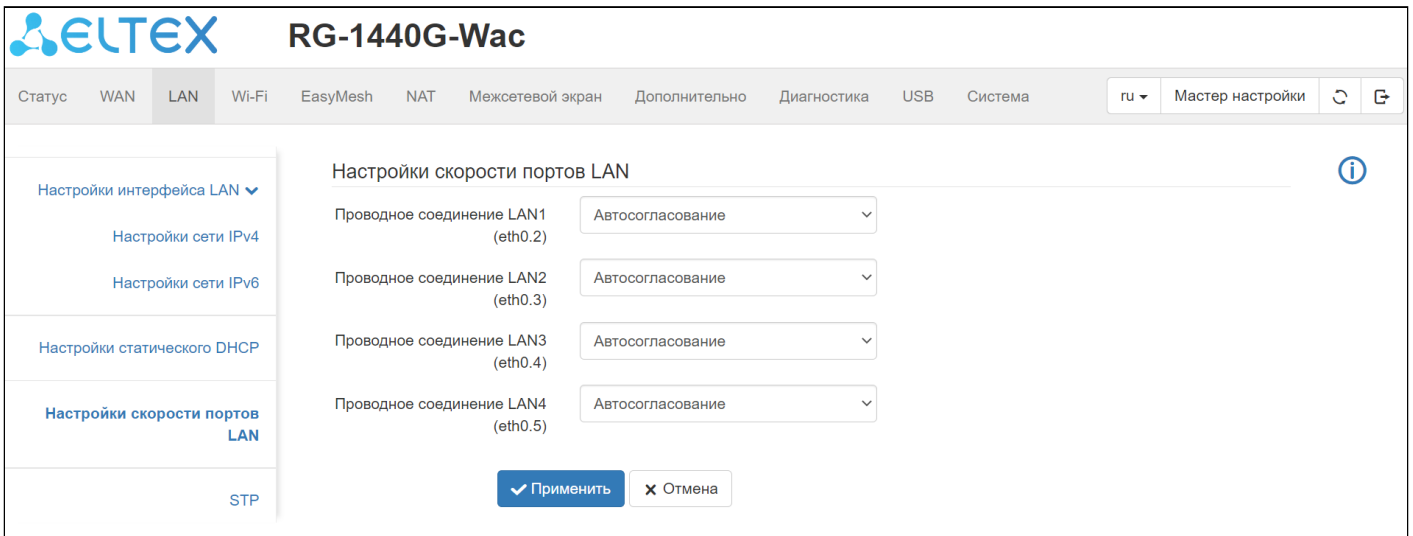 ELTEX RG-1440G-Wac
Статус WAN LAN Wi-Fi EasyMesh NAT Межсетевой экран Дополнительно Диагностика USB Система ru Мастер настройки
Настройки интерфейса LAN
Настройки сети IPv4
Настройки сети IPv6
Настройки статического DHCP
Настройки скорости портов
LAN
STP
Настройки скорости портов LAN
Проводное соединение LAN1 Автосогласование
(eth0.2)
Проводное соединение LAN2 Автосогласование
(eth0.3)
Проводное соединение LAN3 Автосогласование
(eth0.4)
Проводное соединение LAN4 Автосогласование
(eth0.5)
Применить Отмена